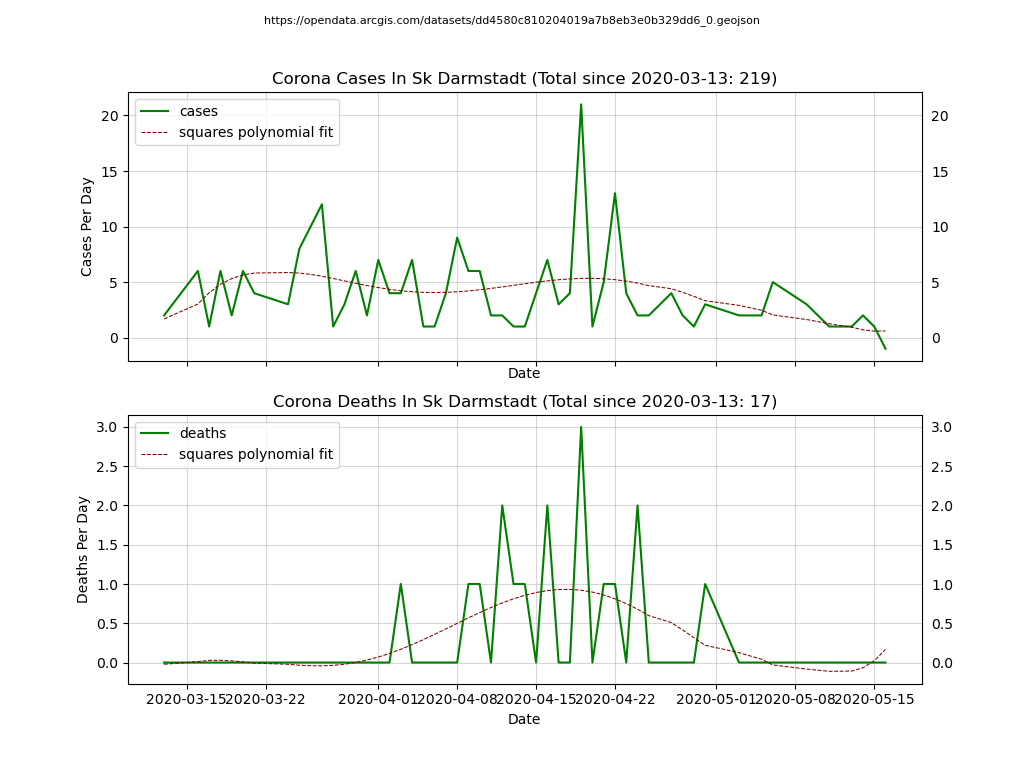 https://opendata.arcgis.com/datasets/dd4580c810204019a7b8eb3e0b329dd6_0.geojson
Corona Cases In Sk Darmstadt (Total since 2020-03-13: 219)
cases
squares polynomial fit
20 20
15 15
10 10
5 5
0 0
Cases Per Day
Date
Corona Deaths In Sk Darmstadt (Total since 2020-03-13: 17)
deaths
squares polynomial fit
3.0 3.0
2.5 2.5
2.0 2.0
1.5 1.5
1.0 1.0
0.5 0.5
0.0 0.0
Deaths Per Day
2020-03-15 2020-03-22 2020-04-01 2020-04-08 2020-04-15 2020-04-22 2020-05-01 2020-05-08 2020-05-15
Date